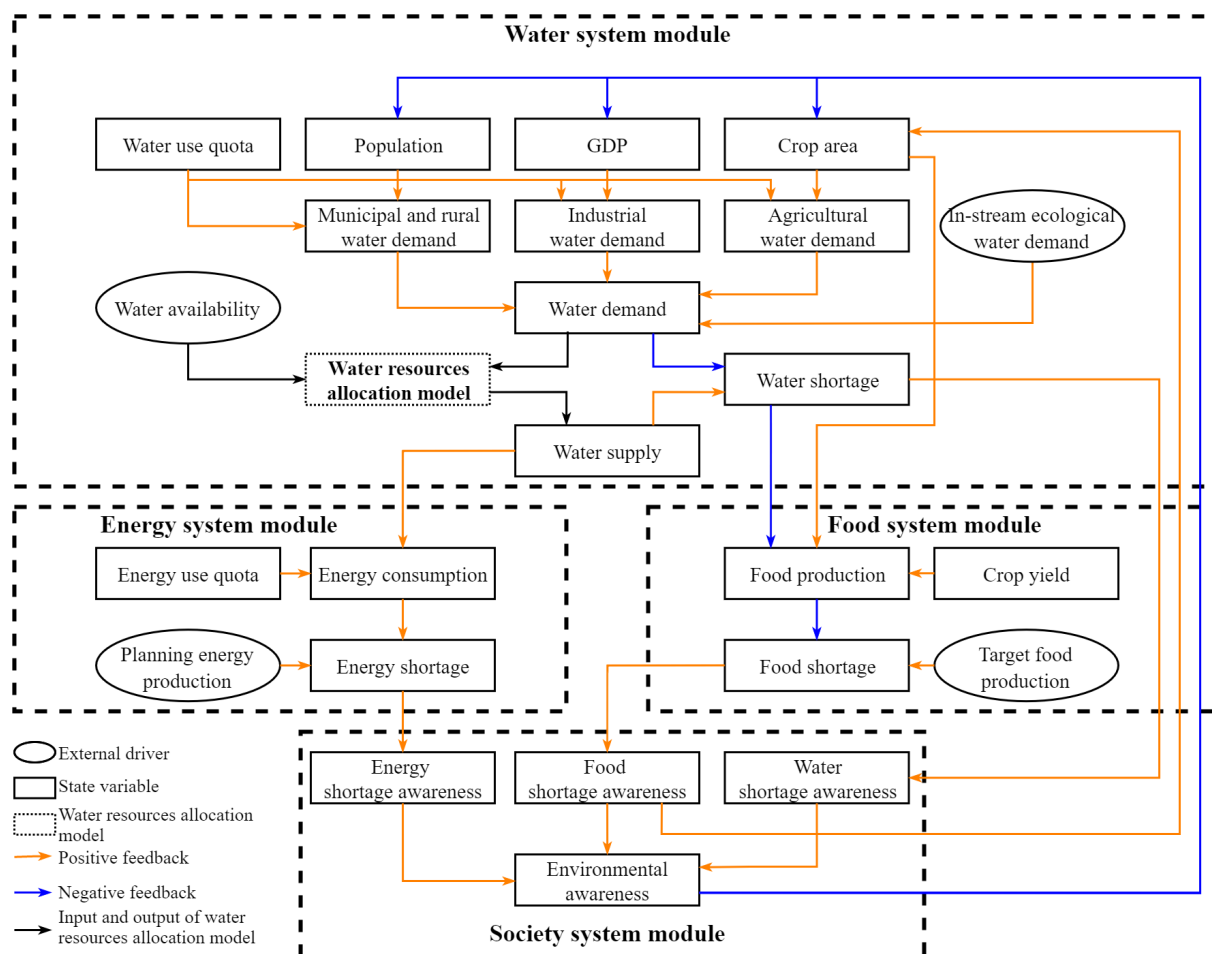 Water system module
Water use quota
Population
GDP
Crop area
Municipal and rural
water demand
Industrial
water demand
Agricultural
water demand
In-stream ecological
water demand
Water availability
Water demand
Water resources
allocation model
Water shortage
Water supply
Energy system module
Food system module
Energy use quota
Energy consumption
Food production
Crop yield
Planning energy
production
Energy shortage
Food shortage
Target food
production
External driver
State variable
Water resources allocation
model
Positive feedback
Negative feedback
Input and output of water
resources allocation model
Energy
shortage awareness
Food
shortage awareness
Water
shortage awareness
Environmental
awareness
Society system module